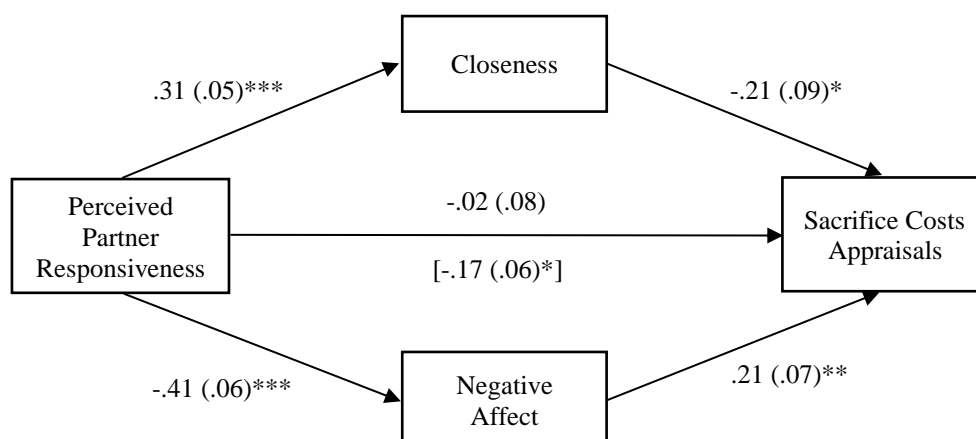 Closeness
.31 (.05)***
-.21 (.09)*
Perceived
Partner
Responsiveness
-.02 (.08)
[-.17 (.06)*]
Sacrifice Costs
Appraisals
-.41 (.06)***
Negative
Affect
.21 (.07)**